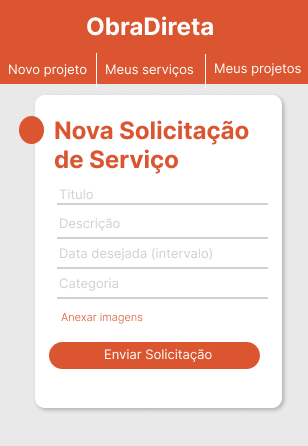 ObraDireta
Novo projeto Meus serviços Meus projetos
Nova Solicitação
de Serviço
Título
Descrição
Data desejada (intervalo)
Categoria
Anexar imagens
Enviar Solicitação